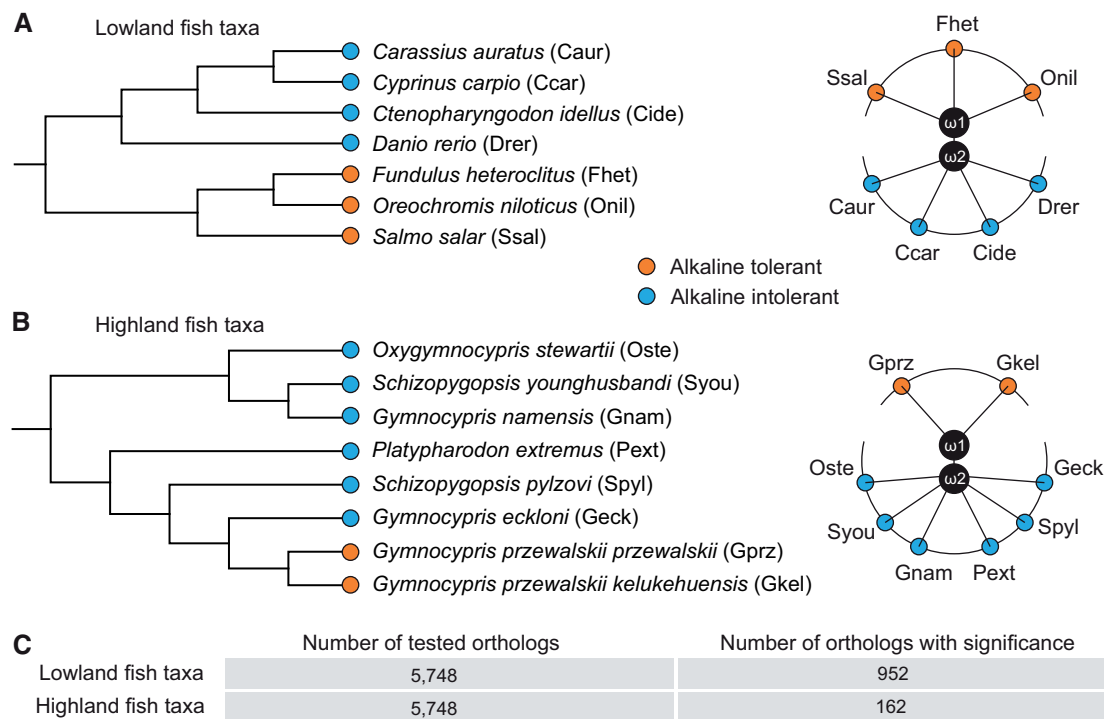 A
Lowland fish taxa
Carassius auratus (Caur)
Cyprinus carpio (Ccar)
Ctenopharyngodon idellus (Cide)
Danio rerio (Drer)
Fundulus heteroclitus (Fhet)
Oreochromis niloticus (Onil)
Salmo salar (Ssal)
Fhet
Ssal
Onil
ω1
ω2
Caur
Drer
Ccar
Cide
Alkaline tolerant
Alkaline intolerant
B
Highland fish taxa
Oxygymnocypris stewartii (Oste)
Schizopygopsis younghusbandi (Syou)
Gymnocypris namensis (Gnam)
Platypharodon extremus (Pext)
Schizopygopsis pylzovi (Spyl)
Gymnocypris eckloni (Geck)
Gymnocypris przewalskii przewalskii (Gprz)
Gymnocypris przewalskii kelukehuensis (Gkel)
Gprz
Gkel
ω1
ω2
Oste
Geck
Syou
Spyl
Gnam
Pext
C
Number of tested orthologs
Number of orthologs with significance
Lowland fish taxa
5,748
952
Highland fish taxa
5,748
162